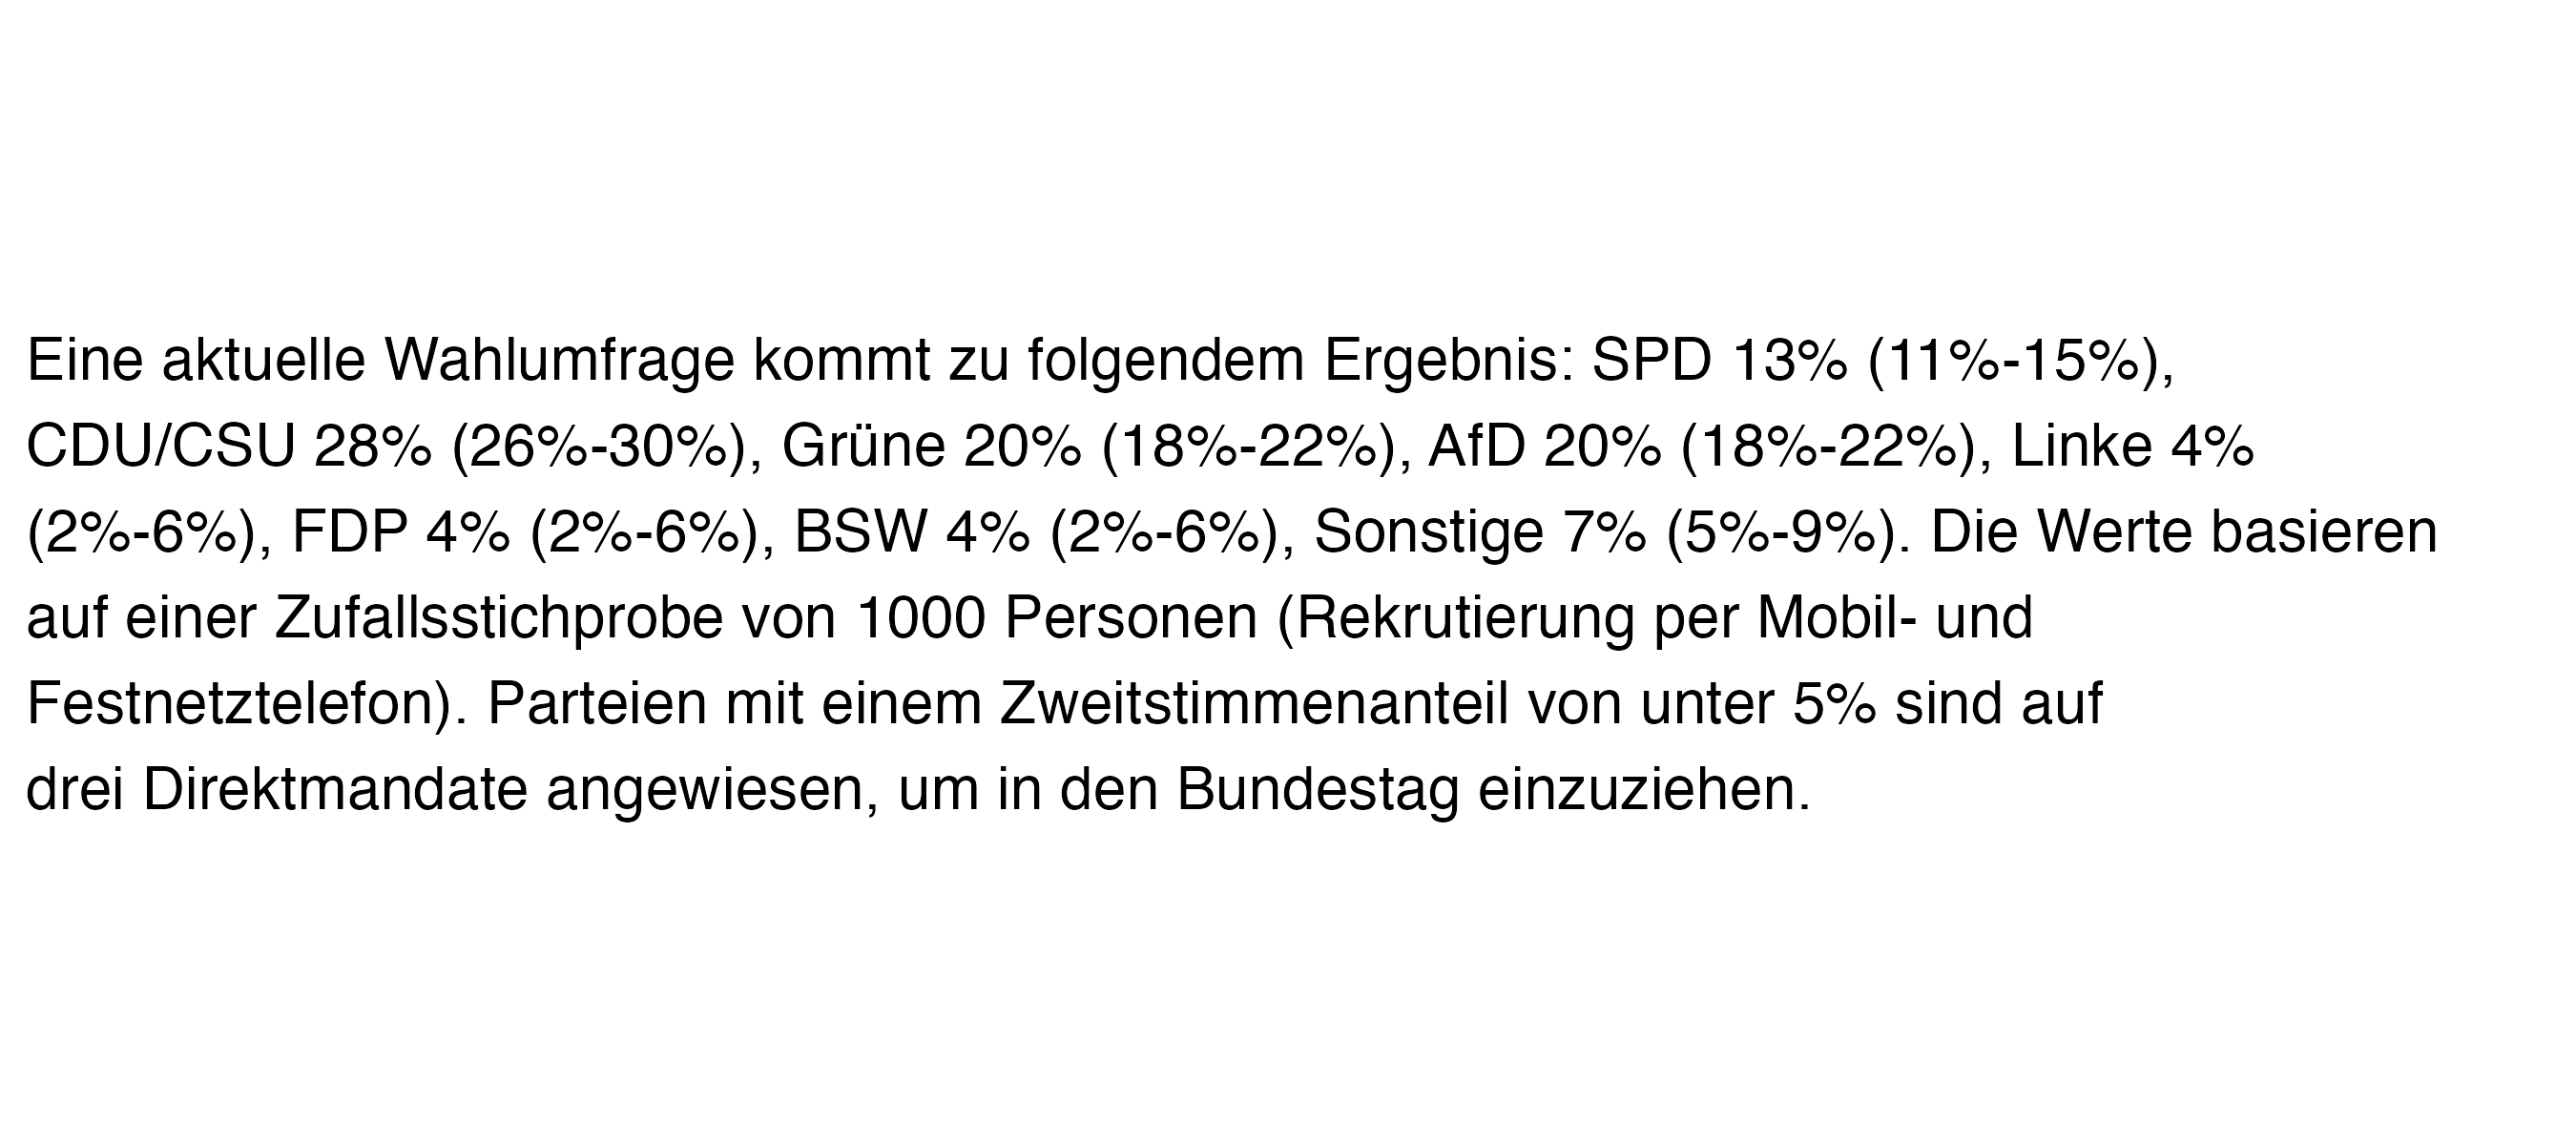 Eine aktuelle Wahlumfrage kommt zu folgendem Ergebnis: SPD 13% (11%-15%),
CDU/CSU 28% (26%-30%), Grüne 20% (18%-22%), AfD 20% (18%-22%), Linke 4%
(2%-6%), FDP 4% (2%-6%), BSW 4% (2%-6%), Sonstige 7% (5%-9%). Die Werte basieren
auf einer Zufallsstichprobe von 1000 Personen (Rekrutierung per Mobil- und
Festnetztelefon). Parteien mit einem Zweitstimmenanteil von unter 5% sind auf
drei Direktmandate angewiesen, um in den Bundestag einzuziehen.